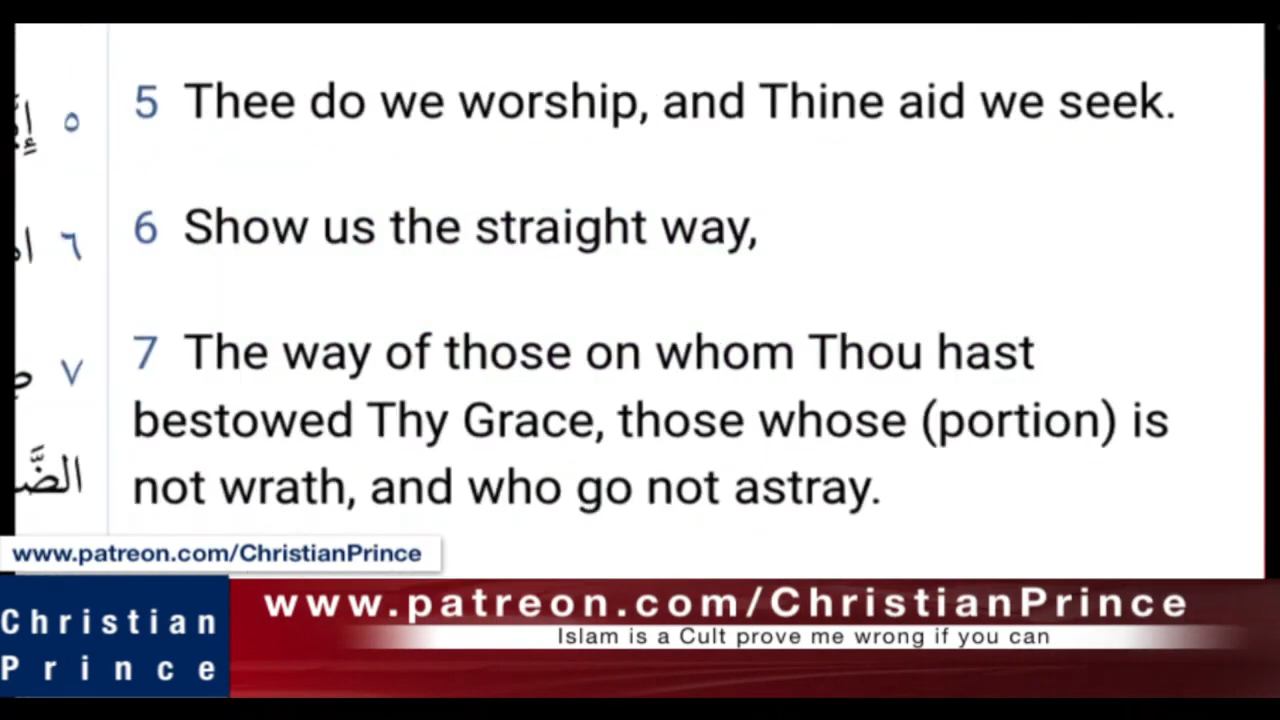 5 Thee do we worship, and Thine aid we seek.
٥
6 Show us the straight way,
٦
7 The way of those on whom Thou hast
٧
bestowed Thy Grace, those whose (portion) is
not wrath, and who go not astray.
www.patreon.com/ChristianPrince
Christian
Prince
www.patreon.com/ChristianPrince
Islam is a Cult prove me wrong if you can